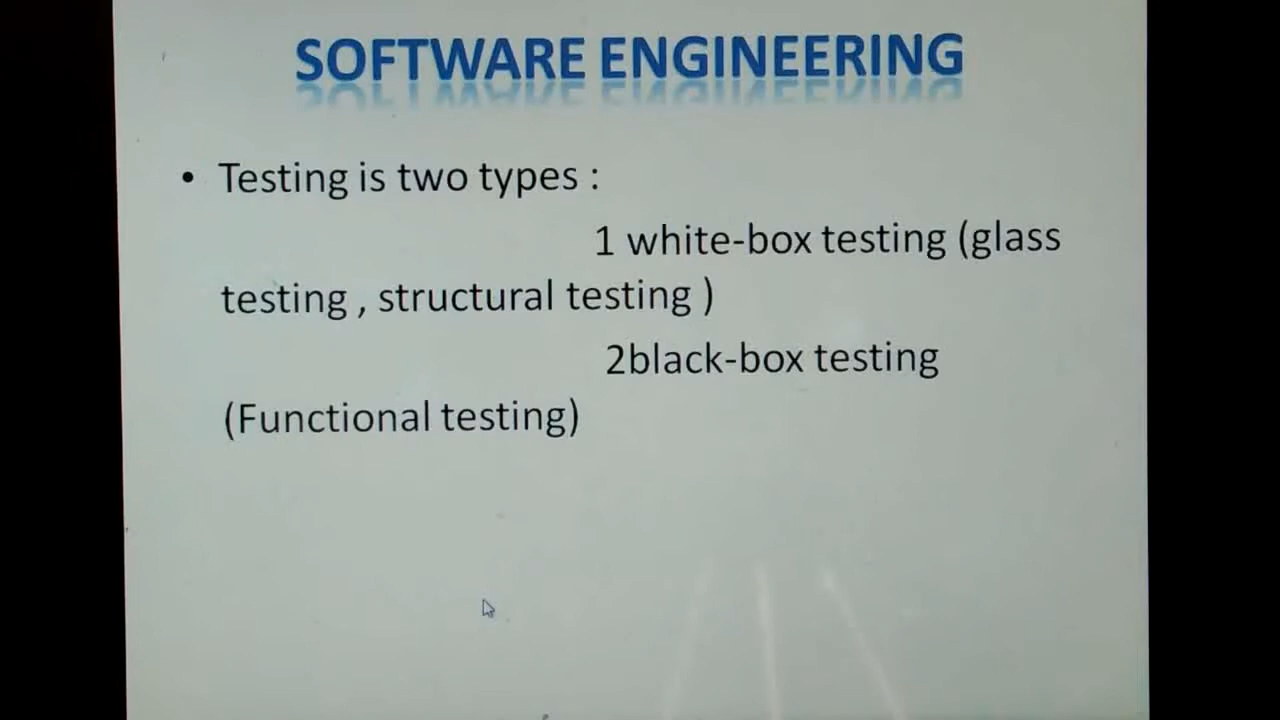 SOFTWARE ENGINEERING
• Testing is two types :
1 white-box testing (glass
testing , structural testing )
2black-box testing
(Functional testing)